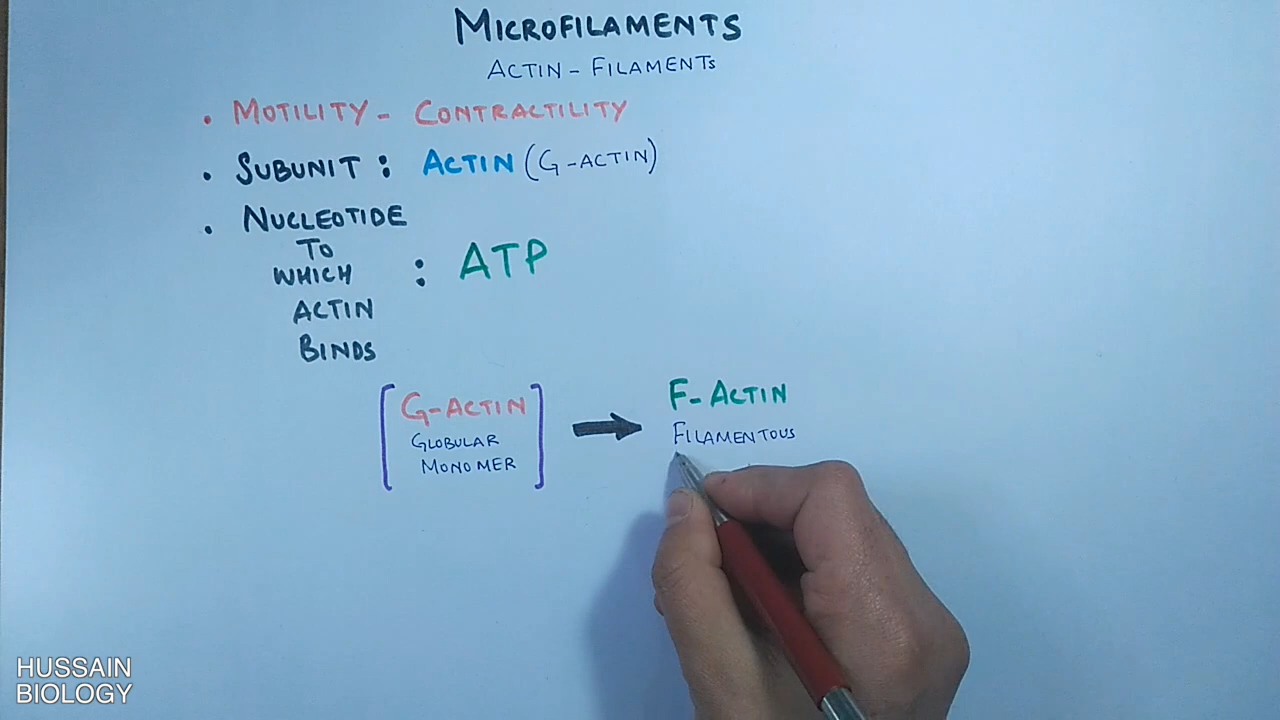 MICROFILAMENTS
ACTIN - FILAMENTs
• MOTILITY - CONTRACTILITY
• SUBUNIT : ACTIN (G-ACTIN)
• NUCLEOTIDE
TO
WHICH : ATP
ACTIN
BINDS
[G-ACTIN] → F-ACTIN
GLOBULAR FILAMENTOUS
MONOMER
HUSSAIN
BIOLOGY